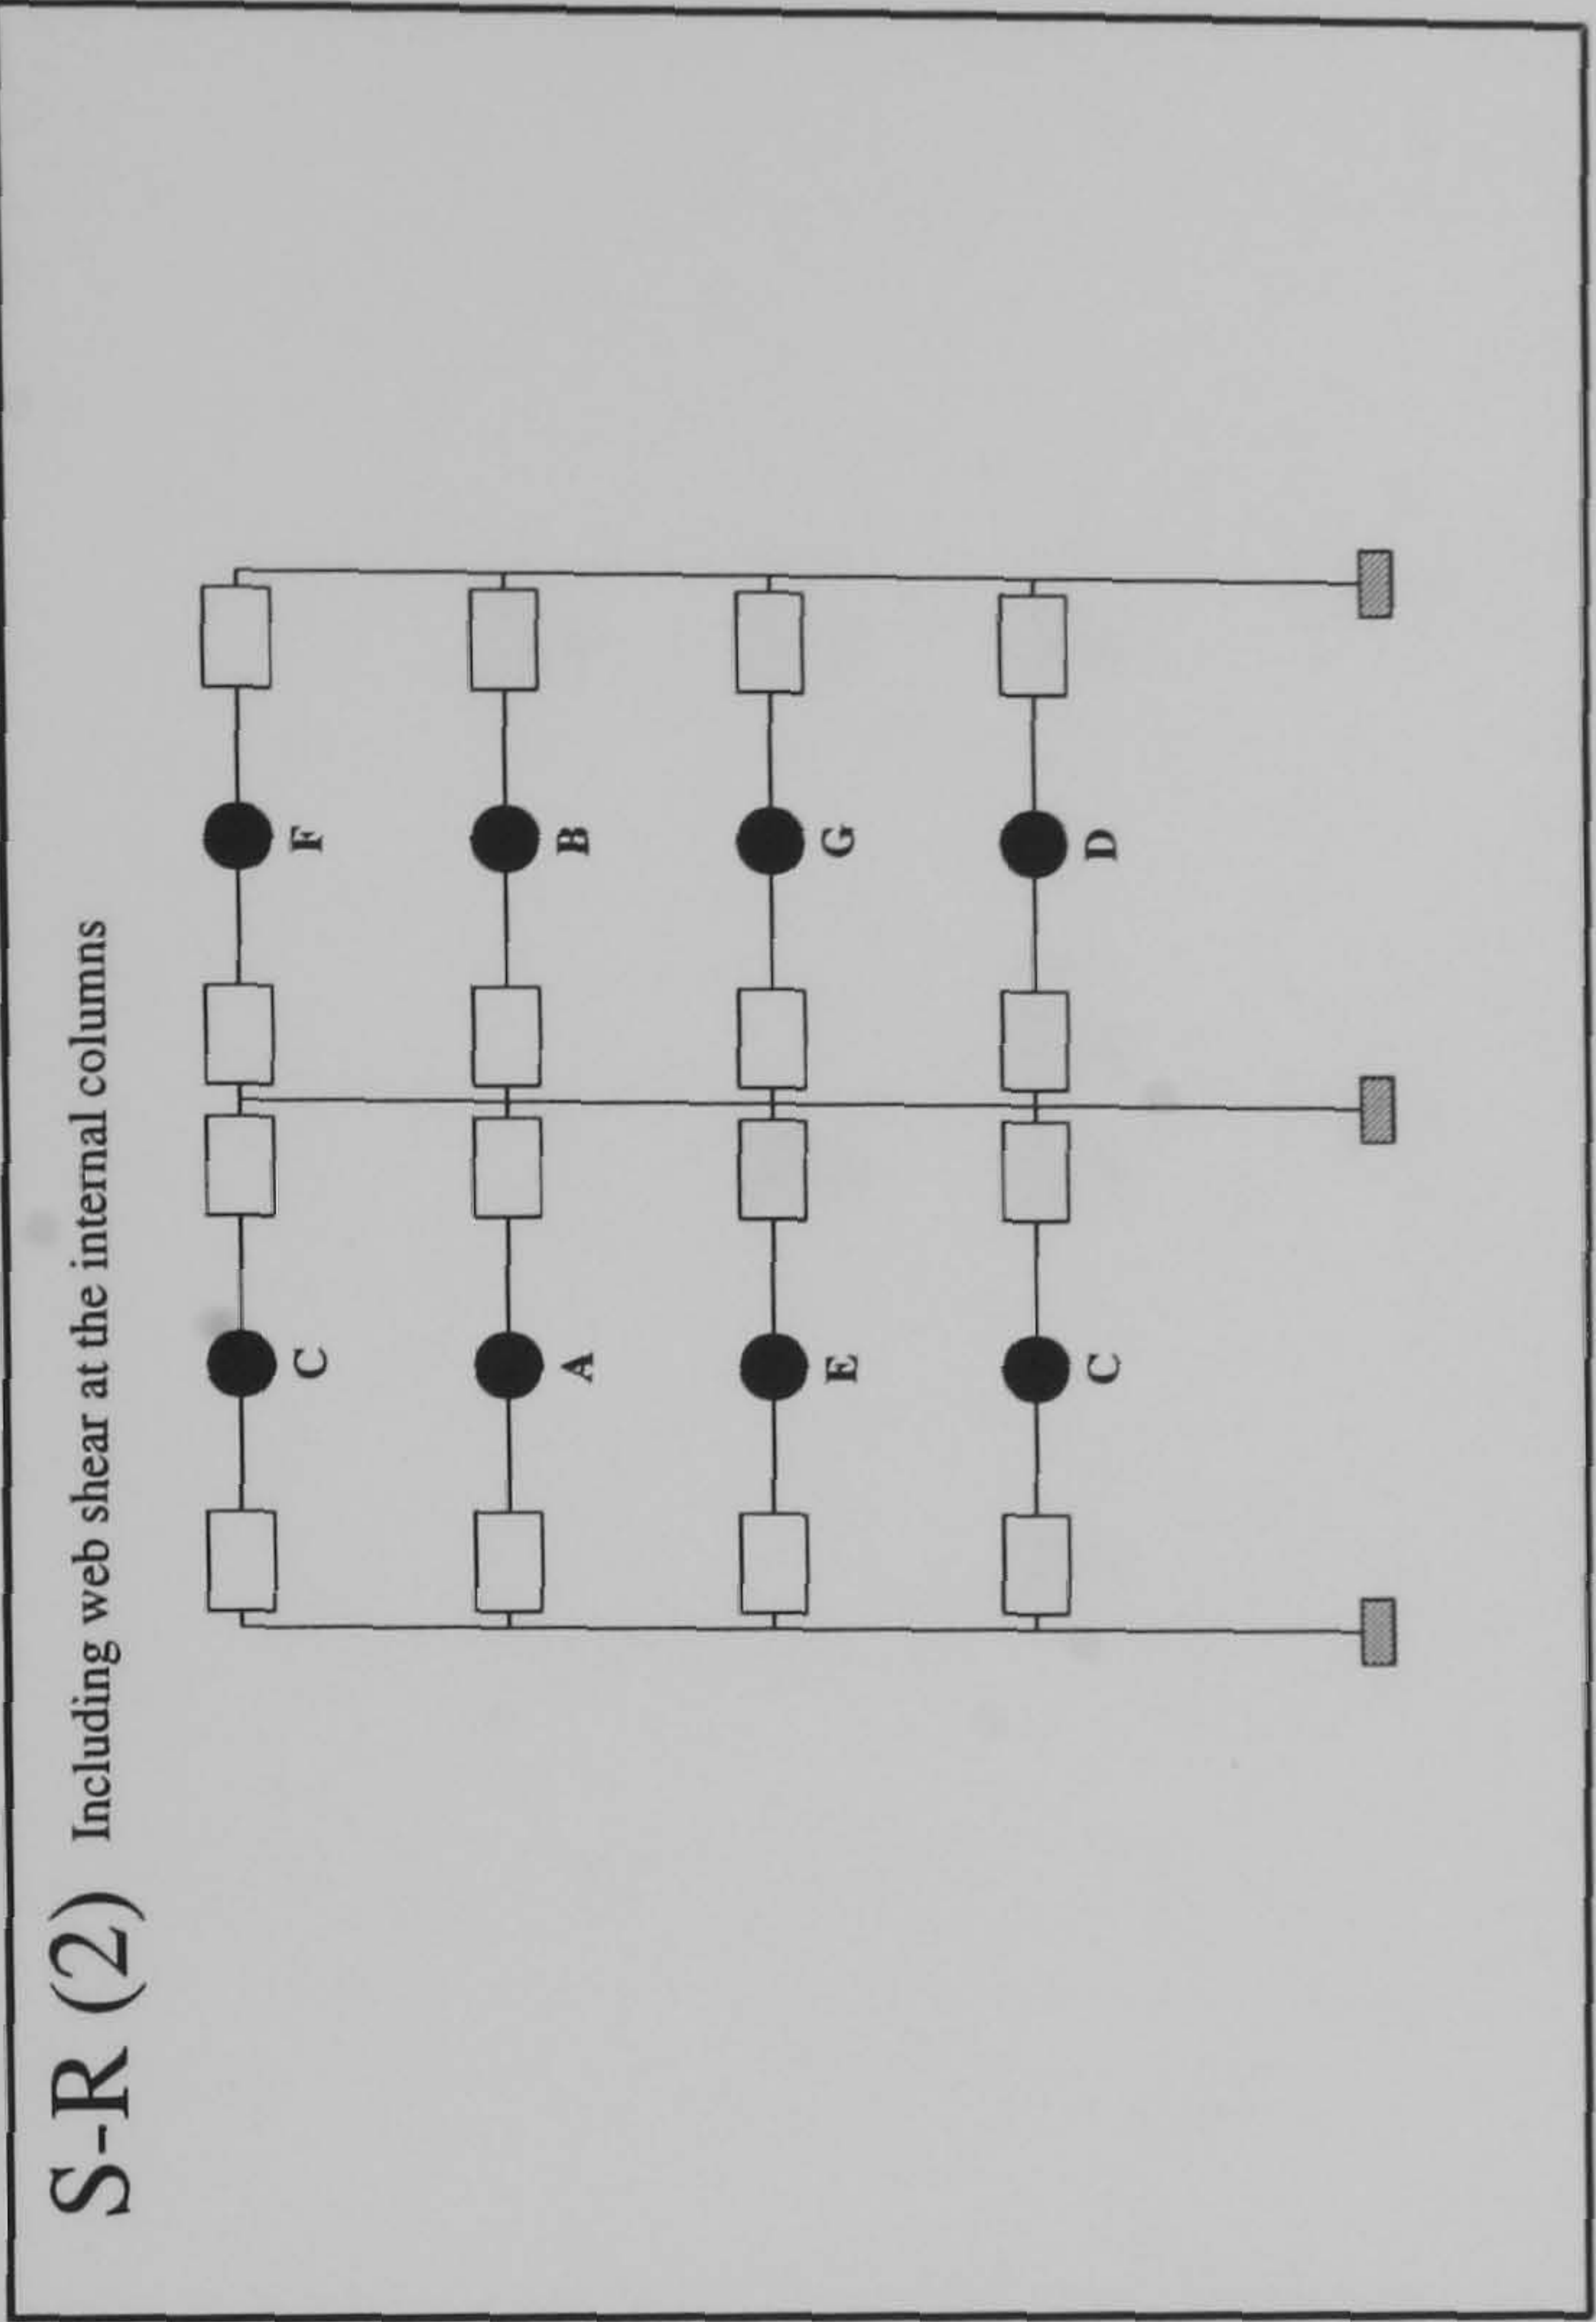 S-R (2) Including web shear at the internal columns
C F
A B
E G
C D